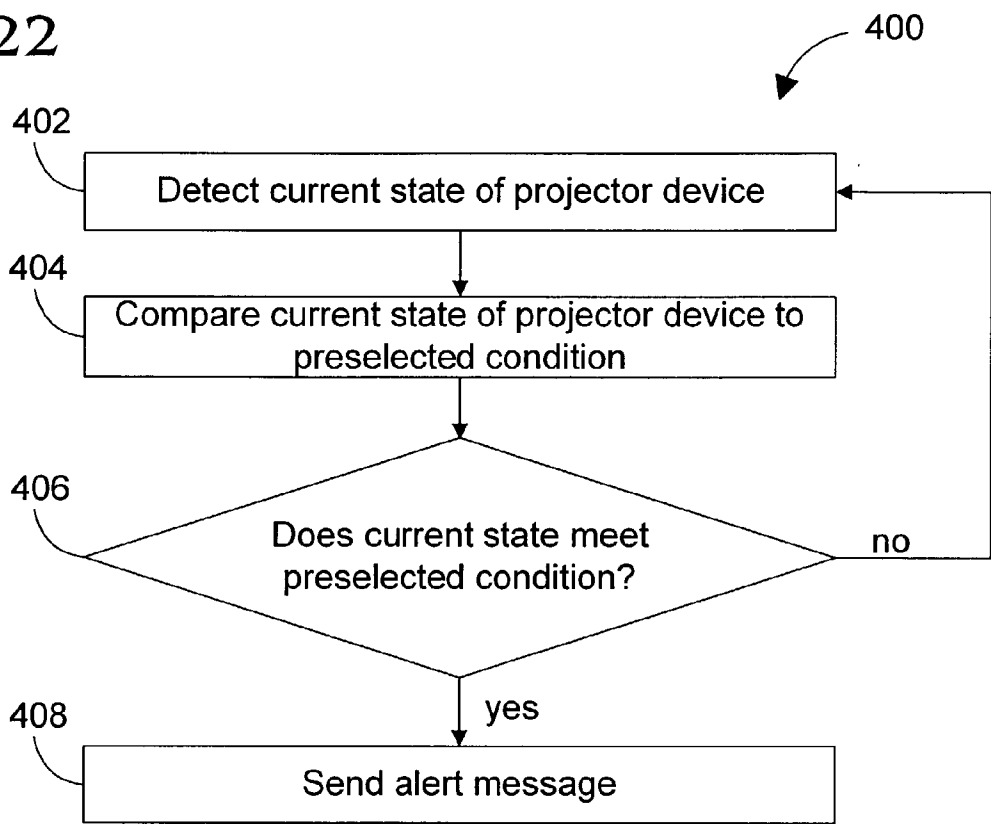 22
400
402
Detect current state of projector device
404
Compare current state of projector device to
preselected condition
406
Does current state meet
preselected condition?
no
yes
408
Send alert message